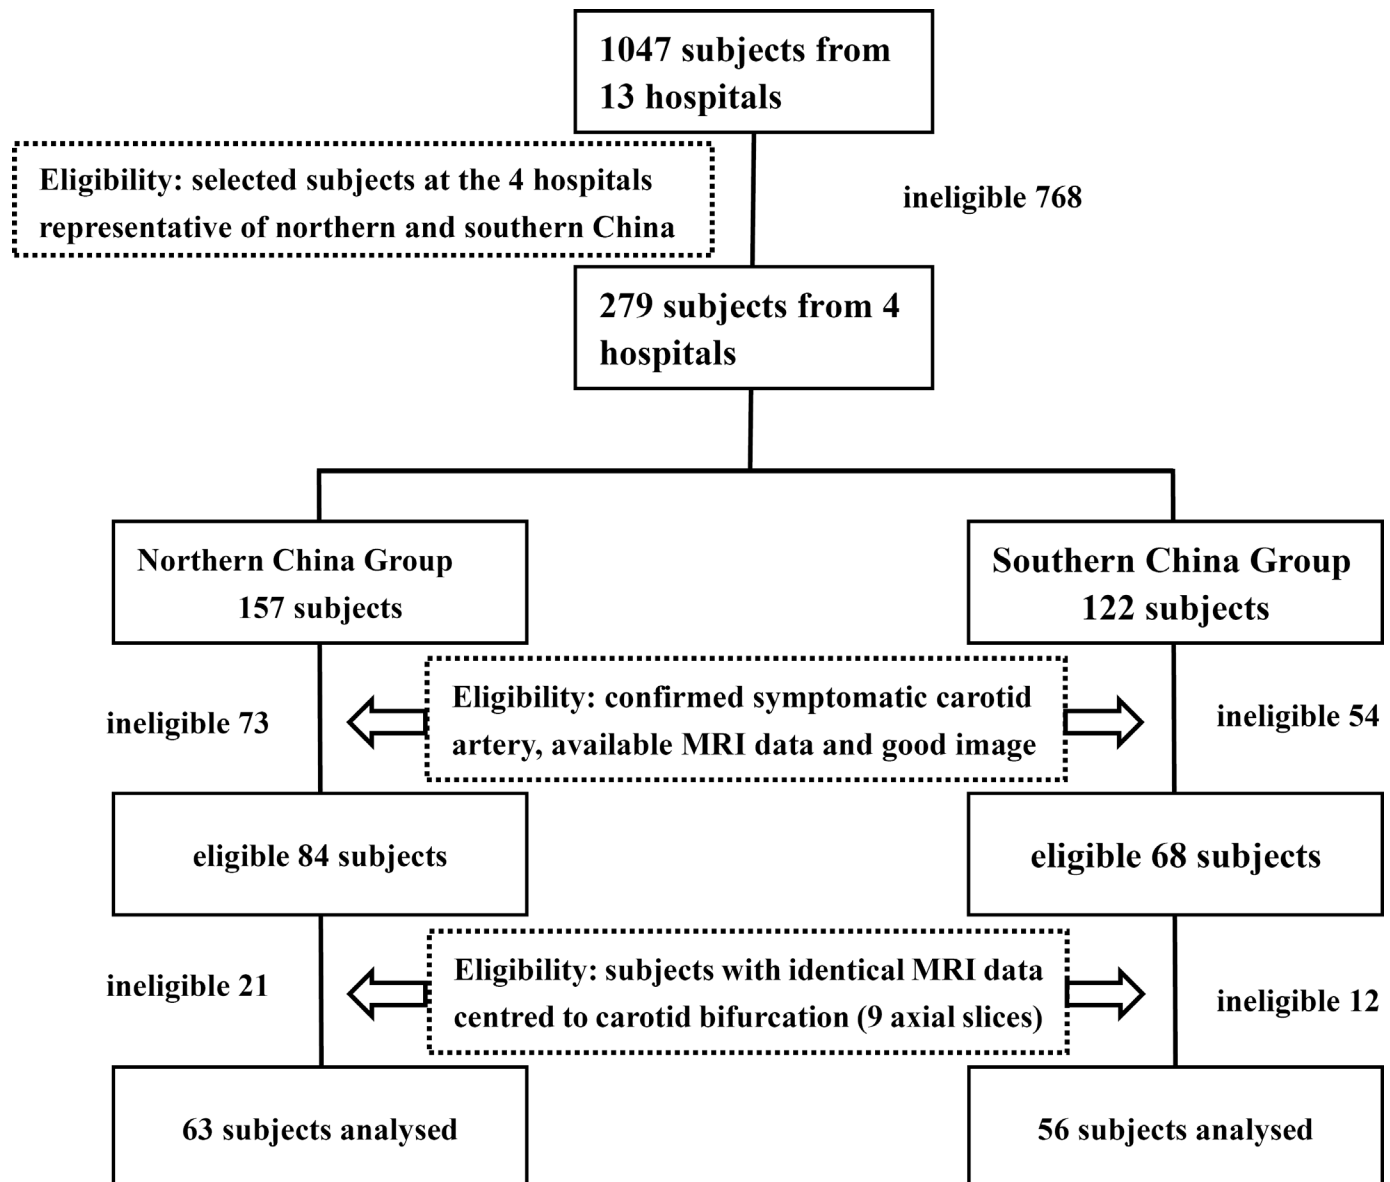 1047 subjects from
13 hospitals
Eligibility: selected subjects at the 4 hospitals
representative of northern and southern China
ineligible 768
279 subjects from 4
hospitals
Northern China Group
157 subjects
Southern China Group
122 subjects
ineligible 73
Eligibility: confirmed symptomatic carotid
artery, available MRI data and good image
ineligible 54
eligible 84 subjects
eligible 68 subjects
ineligible 21
Eligibility: subjects with identical MRI data
centred to carotid bifurcation (9 axial slices)
ineligible 12
63 subjects analysed
56 subjects analysed